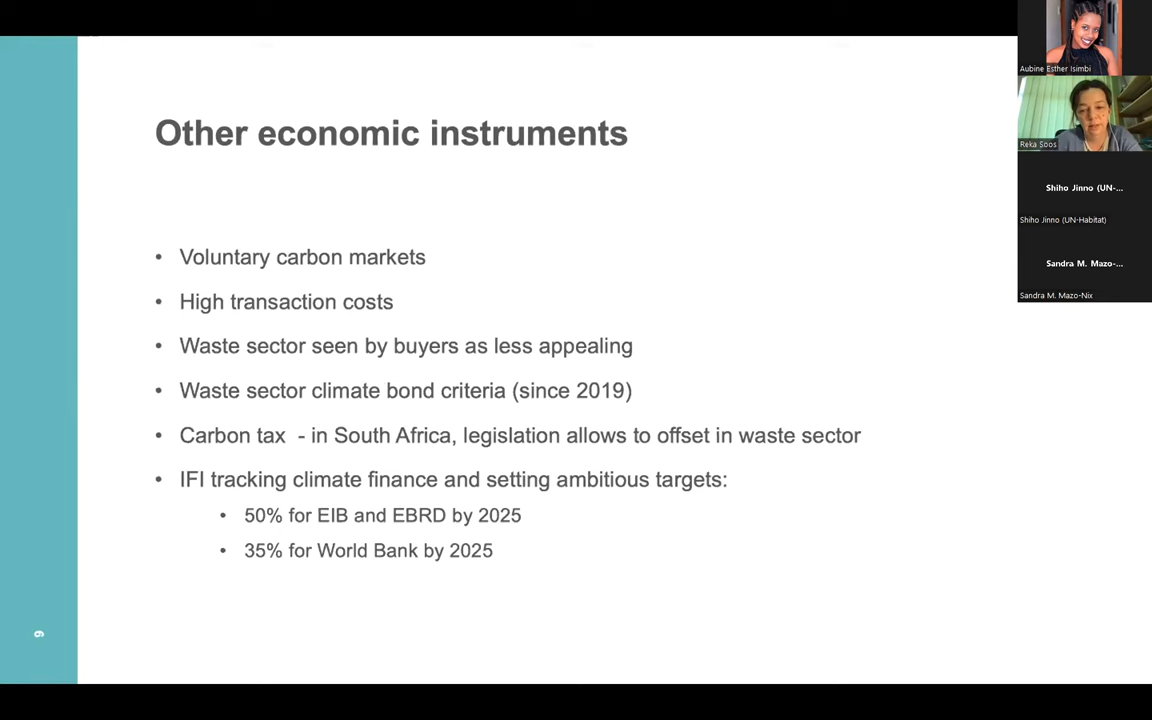 Other economic instruments
• Voluntary carbon markets
• High transaction costs
• Waste sector seen by buyers as less appealing
• Waste sector climate bond criteria (since 2019)
• Carbon tax - in South Africa, legislation allows to offset in waste sector
• IFI tracking climate finance and setting ambitious targets:
• 50% for EIB and EBRD by 2025
• 35% for World Bank by 2025
9
Aubine Esther Isimbi
Reka Soos
Shiho Jinno (UN-...
Shiho Jinno (UN-Habitat)
Sandra M. Mazo-...
Sandra M. Mazo-Nix